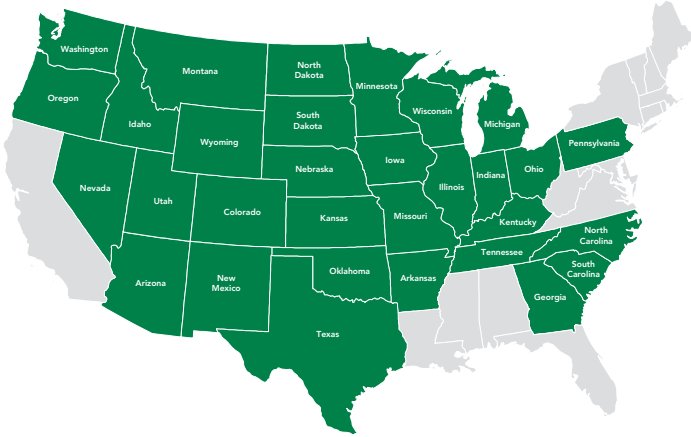 Washington
Montana
North
Dakota
Minnesota
Oregon
Idaho
South
Dakota
Wisconsin
Michigan
Wyoming
Pennsylvania
Nebraska
Iowa
Nevada
Utah
Colorado
Illinois
Indiana
Ohio
Kansas
Missouri
Kentucky
North
Carolina
Tennessee
Arizona
New
Mexico
Oklahoma
Arkansas
South
Carolina
Georgia
Texas